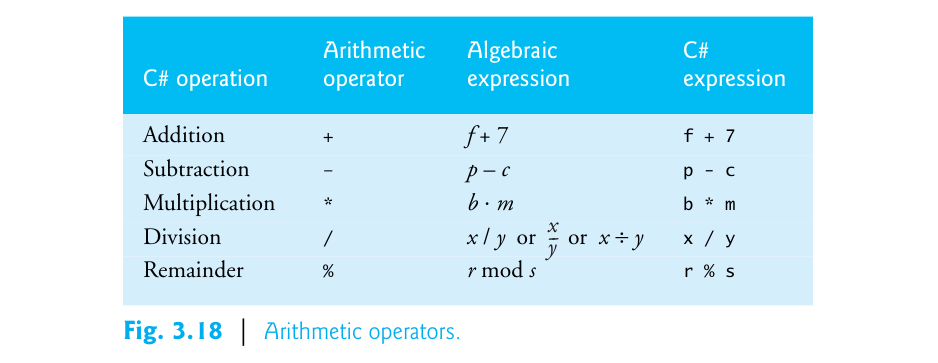 Arithmetic Algebraic C#
C# operation operator expression expression
Addition + f + 7 f + 7
Subtraction – p – c p - c
Multiplication * b · m b * m
Division / x / y or x/y or x ÷ y x / y
Remainder % r mod s r % s
Fig. 3.18 | Arithmetic operators.